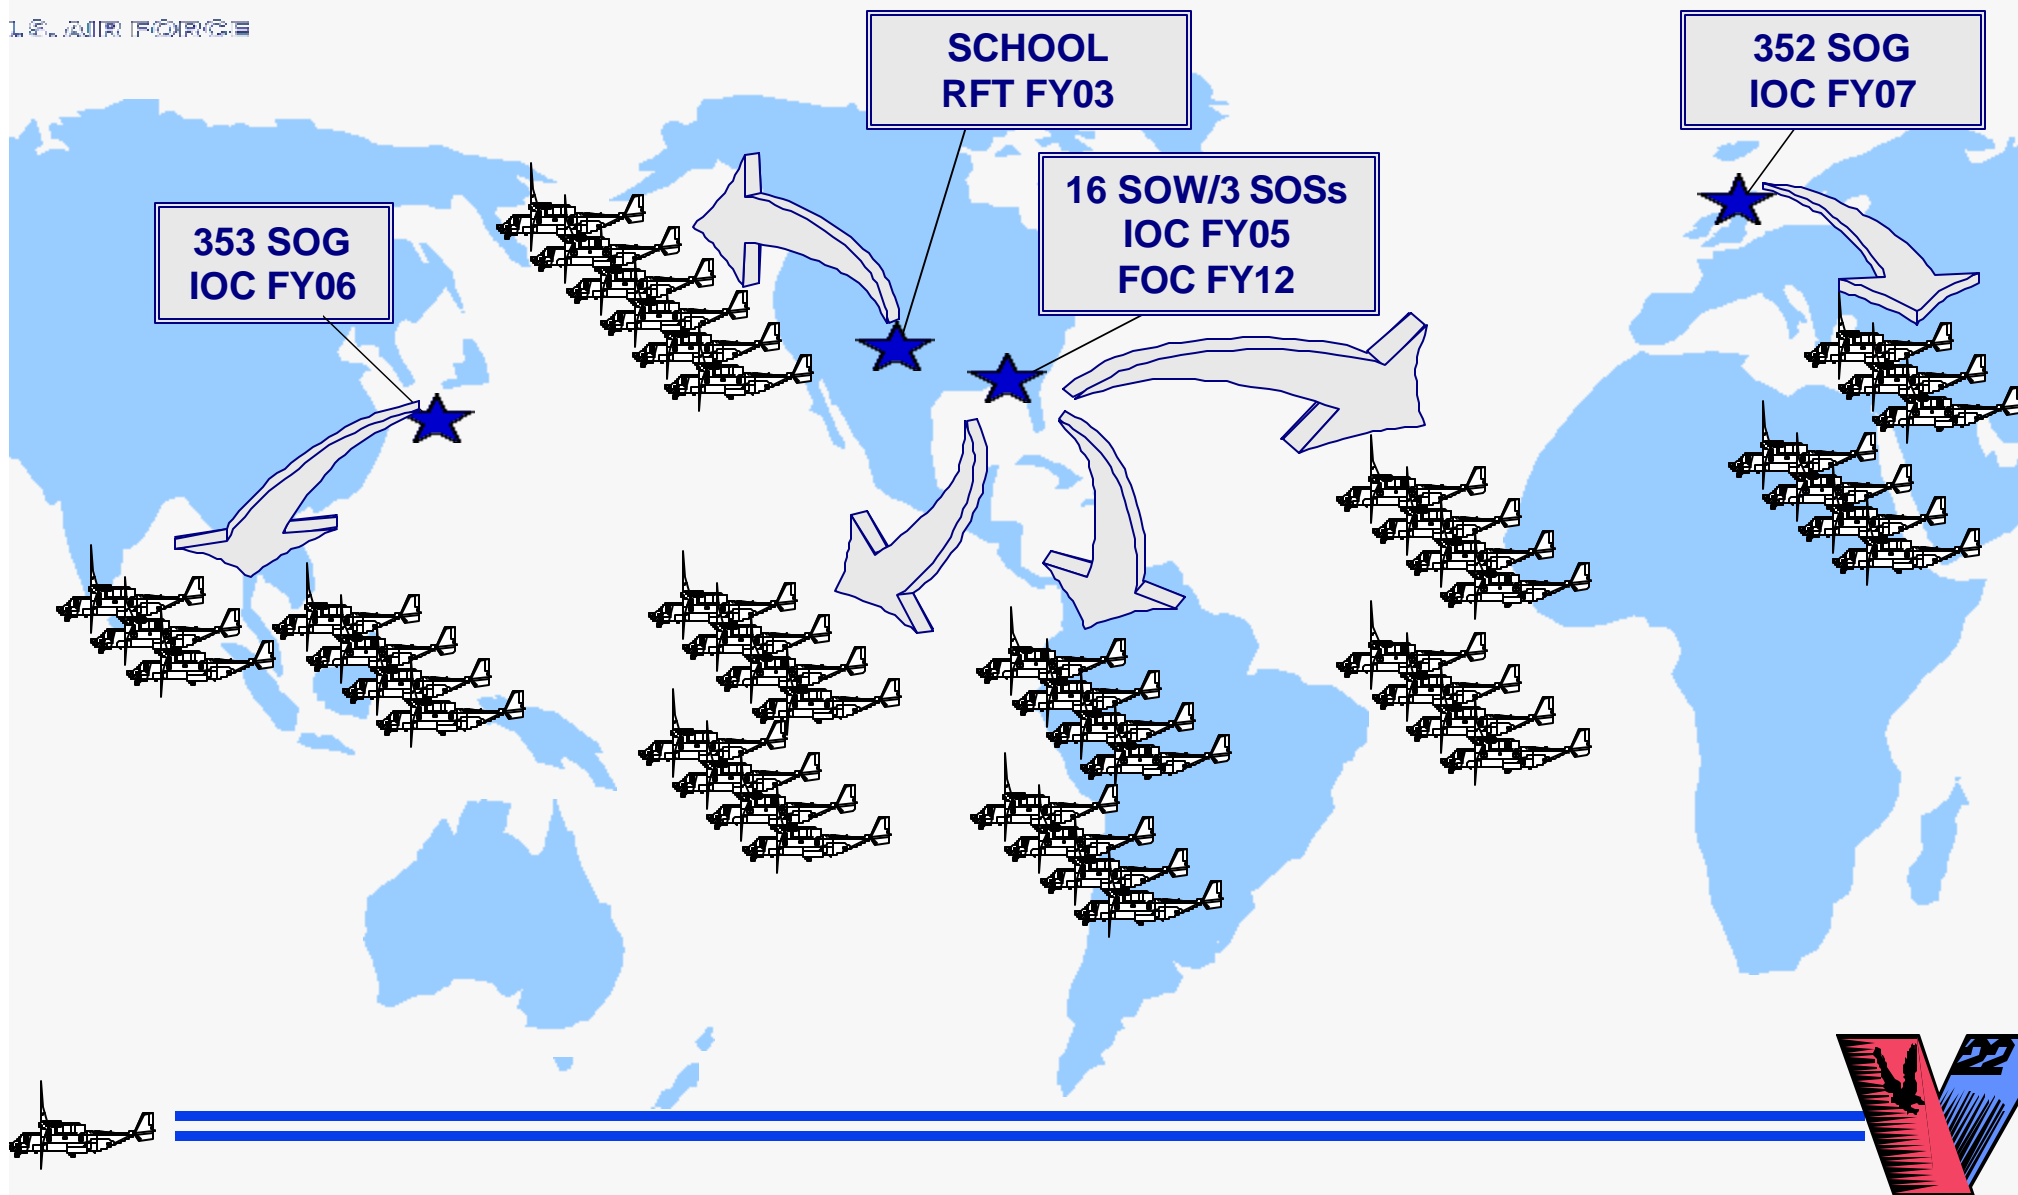 U.S. AIR FORCE
SCHOOL
RFT FY03
352 SOG
IOC FY07
16 SOW/3 SOSs
IOC FY05
FOC FY12
353 SOG
IOC FY06
V 22